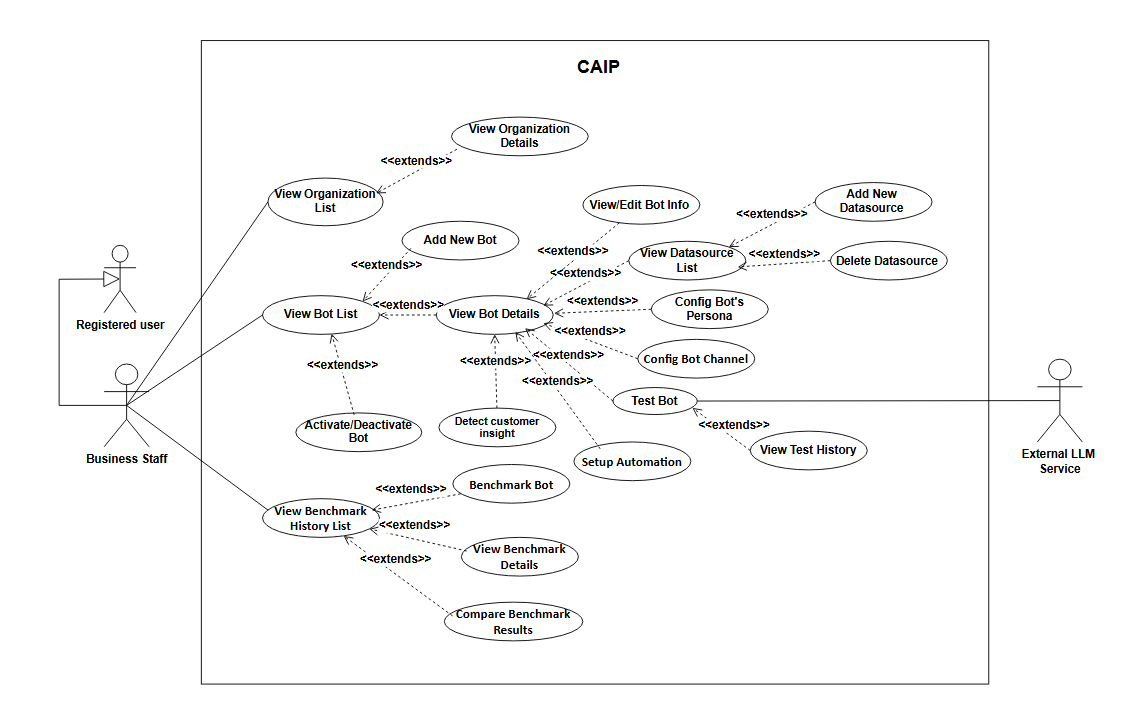 CAIP
View Organization
Details
<<extends>>
View Organization
List
View/Edit Bot Info
Add New
Datasource
<<extends>>
Add New Bot
<<extends>>
View Datasource
List
<<extends>>
Delete Datasource
<<extends>>
<<extends>>
Registered user
View Bot List
<<extends>>
View Bot Details
<<extends>>
Config Bot's
Persona
<<extends>>
Config Bot Channel
<<extends>>
<<extends>>
<<extends>>
<<extends>>
Test Bot
Activate/Deactivate
Bot
Detect customer
insight
<<extends>>
View Test History
Business Staff
External LLM
Service
Setup Automation
Benchmark Bot
<<extends>>
View Benchmark
History List
<<extends>>
View Benchmark
Details
<<extends>>
Compare Benchmark
Results